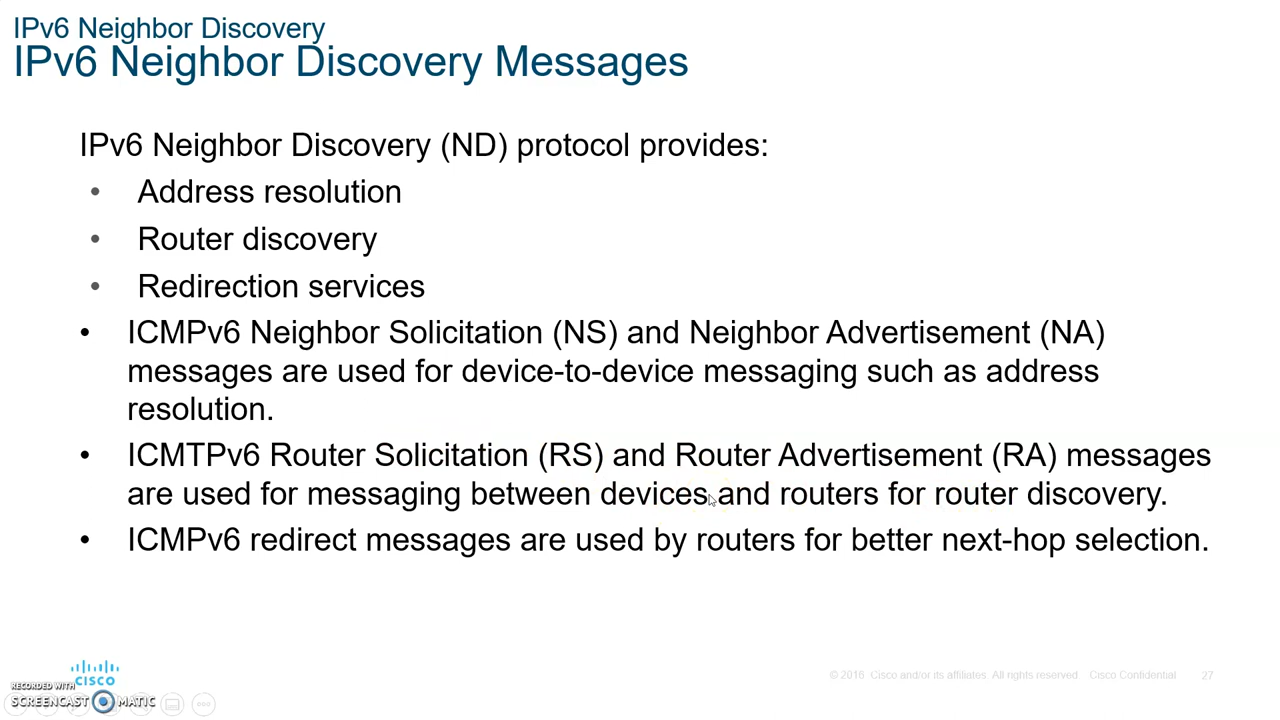 IPv6 Neighbor Discovery
IPv6 Neighbor Discovery Messages
IPv6 Neighbor Discovery (ND) protocol provides:
• Address resolution
• Router discovery
• Redirection services
• ICMPv6 Neighbor Solicitation (NS) and Neighbor Advertisement (NA)
messages are used for device-to-device messaging such as address
resolution.
• ICMTPv6 Router Solicitation (RS) and Router Advertisement (RA) messages
are used for messaging between devices and routers for router discovery.
• ICMPv6 redirect messages are used by routers for better next-hop selection.
CISCO
RECORDED WITH
SCREENCAST MATIC
© 2016 Cisco and/or its affiliates. All rights reserved. Cisco Confidential 27